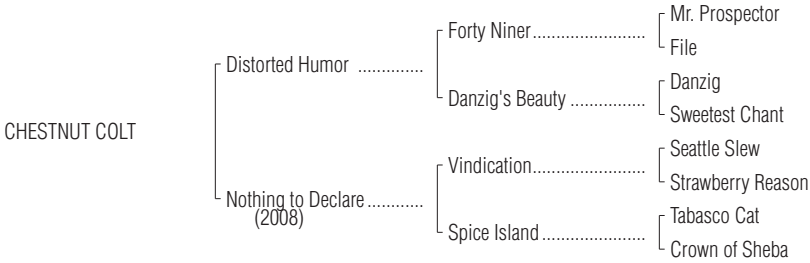 Mr. Prospector
Forty Niner........................
File
Distorted Humor ..............
Danzig
Danzig's Beauty ................
Sweetest Chant
CHESTNUT COLT
Seattle Slew
Vindication........................
Strawberry Reason
Nothing to Declare ............
(2008)
Tabasco Cat
Spice Island ......................
Crown of Sheba